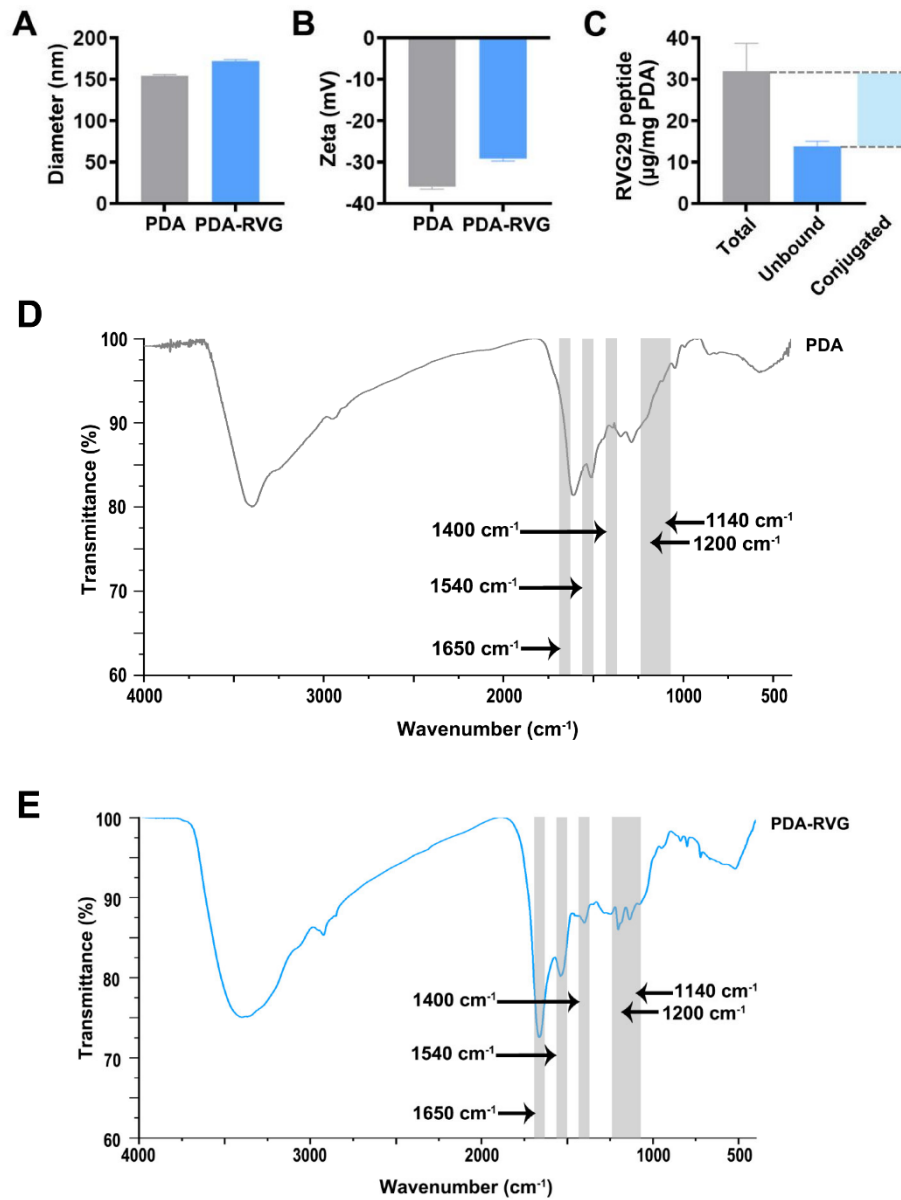 A
Diameter (nm)
200
150
100
50
0
PDA
PDA-RVG
B
Zeta (mV)
0
-10
-20
-30
-40
PDA
PDA-RVG
C
RVG29 peptide
(µg/mg PDA)
40
30
20
10
0
Total
Unbound
Conjugated
D
Transmittance (%)
100
90
80
70
60
PDA
1400 cm⁻¹
1140 cm⁻¹
1200 cm⁻¹
1540 cm⁻¹
1650 cm⁻¹
4000
3000
2000
1000
500
Wavenumber (cm⁻¹)
E
Transmittance (%)
100
90
80
70
60
PDA-RVG
1400 cm⁻¹
1140 cm⁻¹
1200 cm⁻¹
1540 cm⁻¹
1650 cm⁻¹
4000
3000
2000
1000
500
Wavenumber (cm⁻¹)